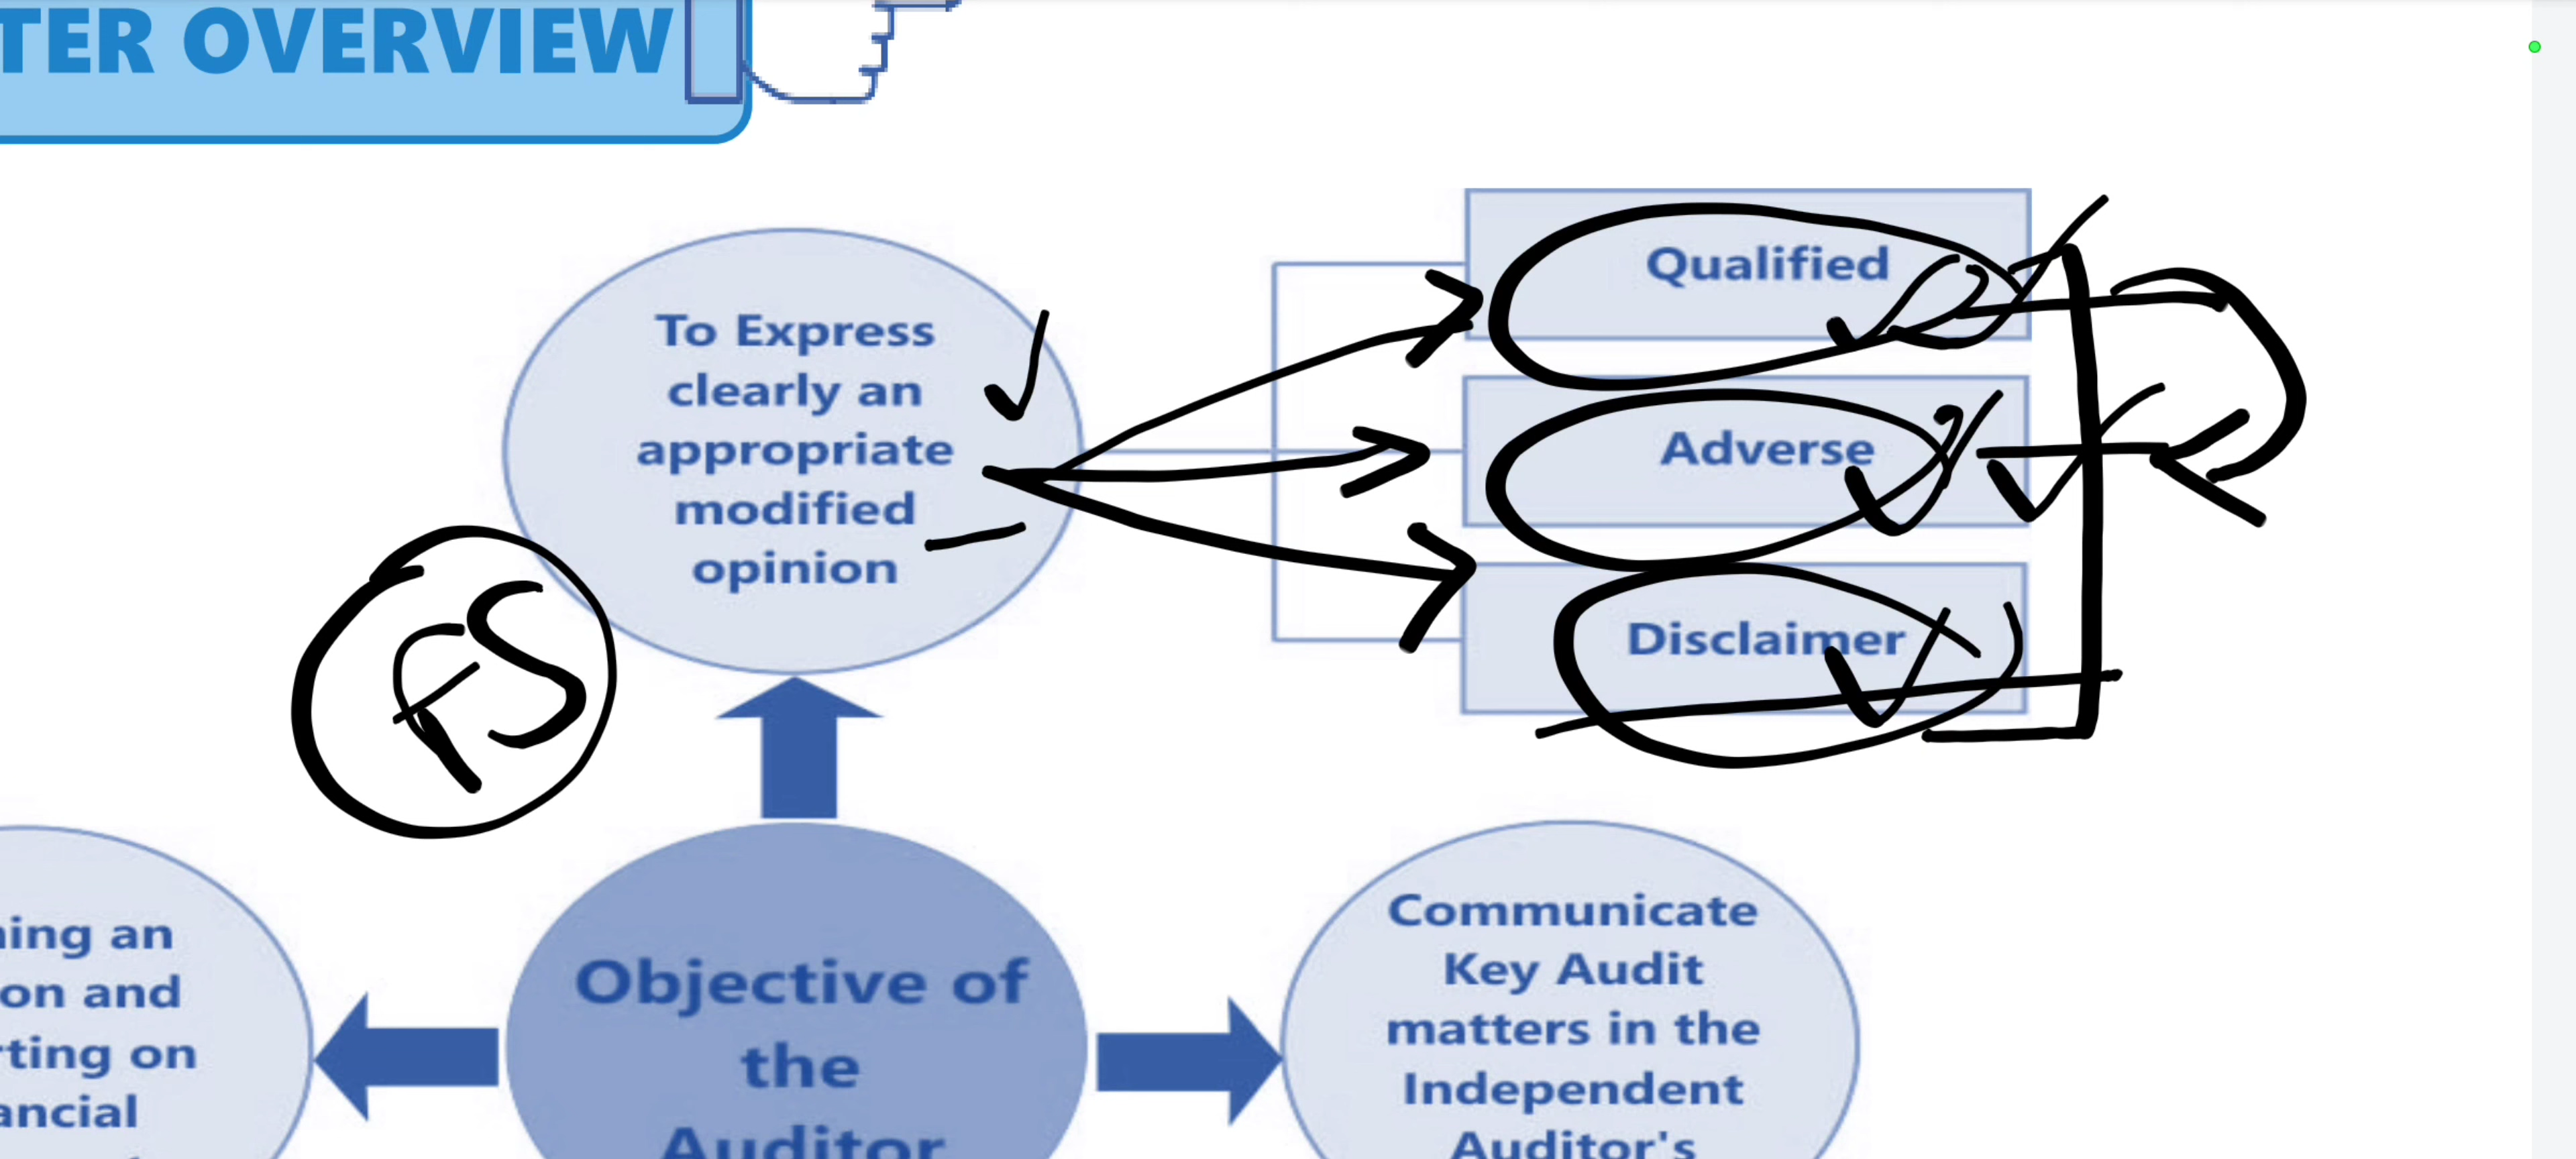 TER OVERVIEW
To Express
clearly an
appropriate
modified
opinion
Qualified
Adverse
Disclaimer
FS
ing an
on and
rting on
ancial
Objective of
the
Auditor
Communicate
Key Audit
matters in the
Independent
Auditor's